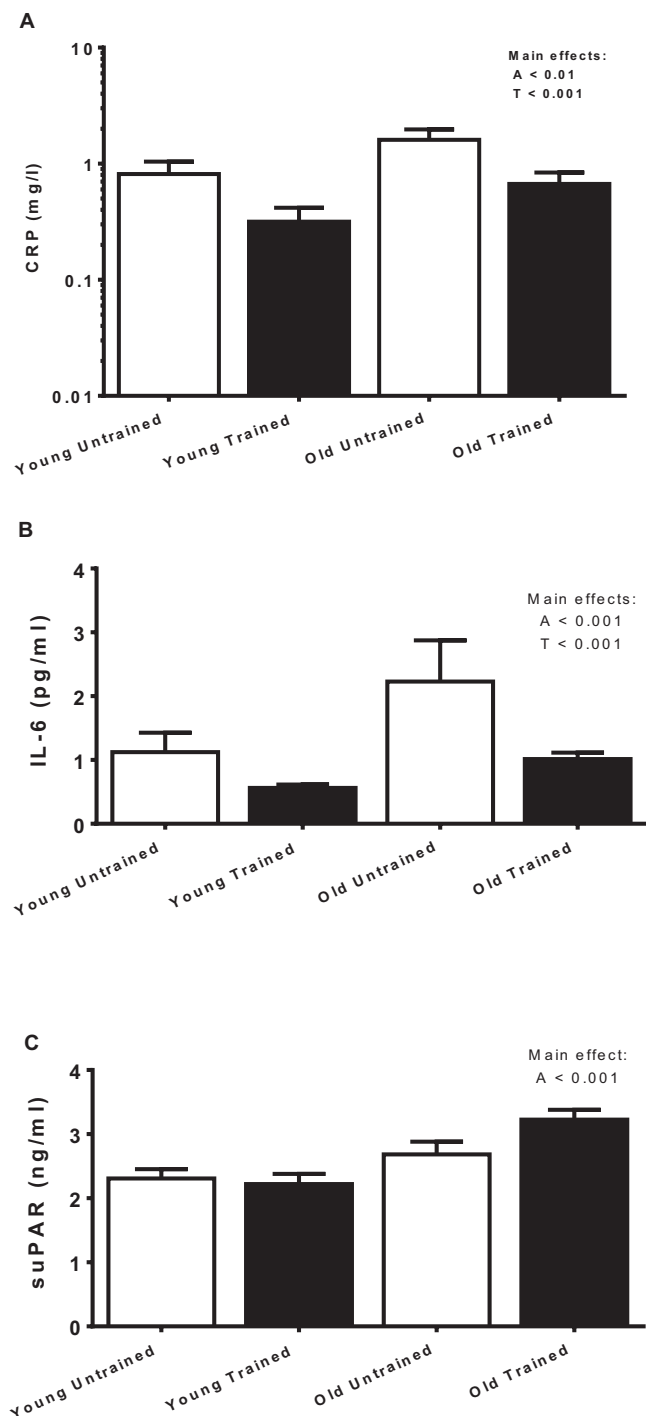 A
Main effects:
A < 0.01
T < 0.001
CRP (mg/l)
10
1
0.1
0.01
Young Untrained
Young Trained
Old Untrained
Old Trained
B
Main effects:
A < 0.001
T < 0.001
IL-6 (pg/ml)
4
3
2
1
0
Young Untrained
Young Trained
Old Untrained
Old Trained
C
Main effect:
A < 0.001
suPAR (ng/ml)
4
3
2
1
0
Young Untrained
Young Trained
Old Untrained
Old Trained